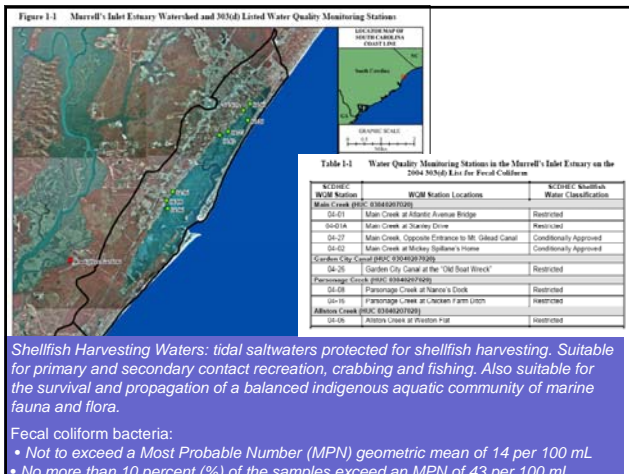 Figure 1-1 Murrell's Inlet Estuary Watershed and 303(d) Listed Water Quality Monitoring Stations
LOCATOR MAP OF
SOUTH CAROLINA
COAST LINE
NC
South Carolina
GA
GRAPHIC SCALE
Miles
Table 1-1 Water Quality Monitoring Stations in the Murrell's Inlet Estuary on the
2004 303(d) List for Fecal Coliform
SCDHEC WQM Station WQM Station Locations SCDHEC Shellfish Water Classification
Main Creek (HUC 03040207020)
04-01 Main Creek at Atlantic Avenue Bridge Restricted
04-01A Main Creek at Stanley Drive Restricted
04-27 Main Creek, Opposite Entrance to Mt. Gilead Canal Conditionally Approved
04-02 Main Creek at Mickey Spillane's Home Conditionally Approved
Garden City Canal (HUC 03040207020)
04-26 Garden City Canal at the "Old Boat Wreck" Restricted
Parsonage Creek (HUC 03040207020)
04-08 Parsonage Creek at Nance's Dock Restricted
04-16 Parsonage Creek at Chicken Farm Ditch Restricted
Allston Creek (HUC 03040207020)
04-06 Allston Creek at Weston Flat Restricted
Shellfish Harvesting Waters: tidal saltwaters protected for shellfish harvesting. Suitable
for primary and secondary contact recreation, crabbing and fishing. Also suitable for
the survival and propagation of a balanced indigenous aquatic community of marine
fauna and flora.
Fecal coliform bacteria:
• Not to exceed a Most Probable Number (MPN) geometric mean of 14 per 100 mL
• No more than 10 percent (%) of the samples exceed an MPN of 43 per 100 mL